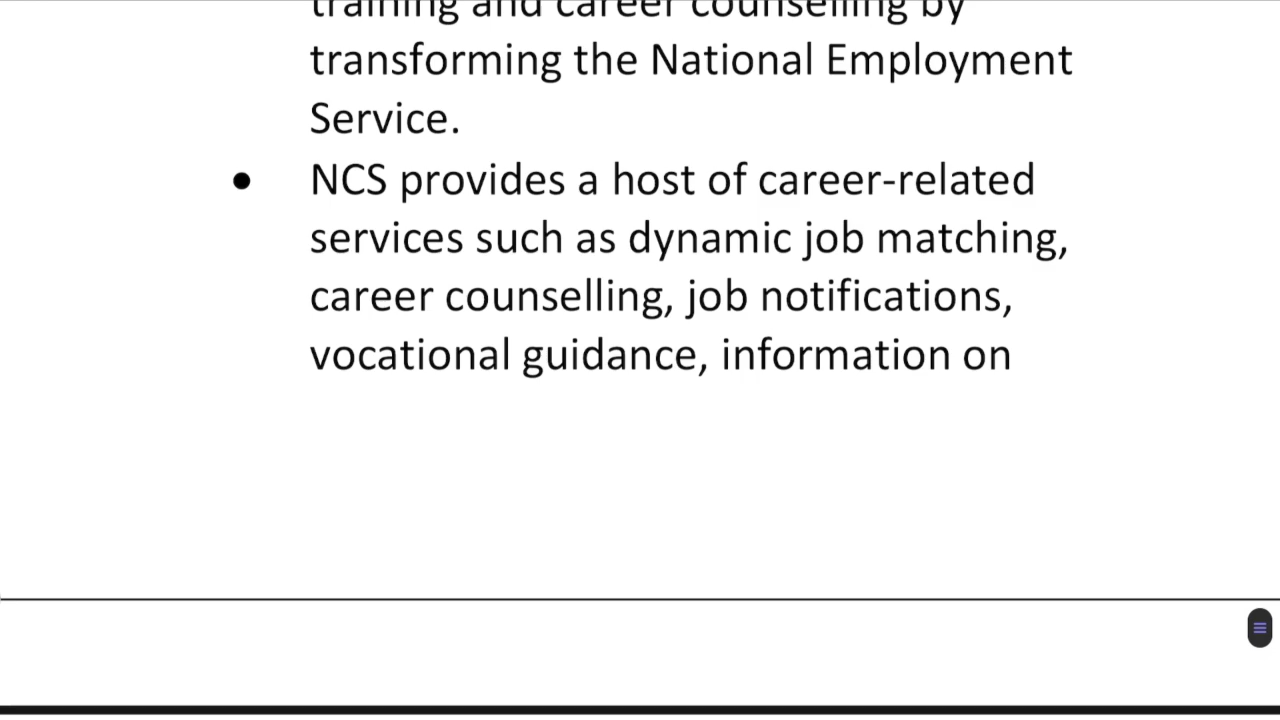 training and career counselling by
transforming the National Employment
Service.
• NCS provides a host of career-related
services such as dynamic job matching,
career counselling, job notifications,
vocational guidance, information on